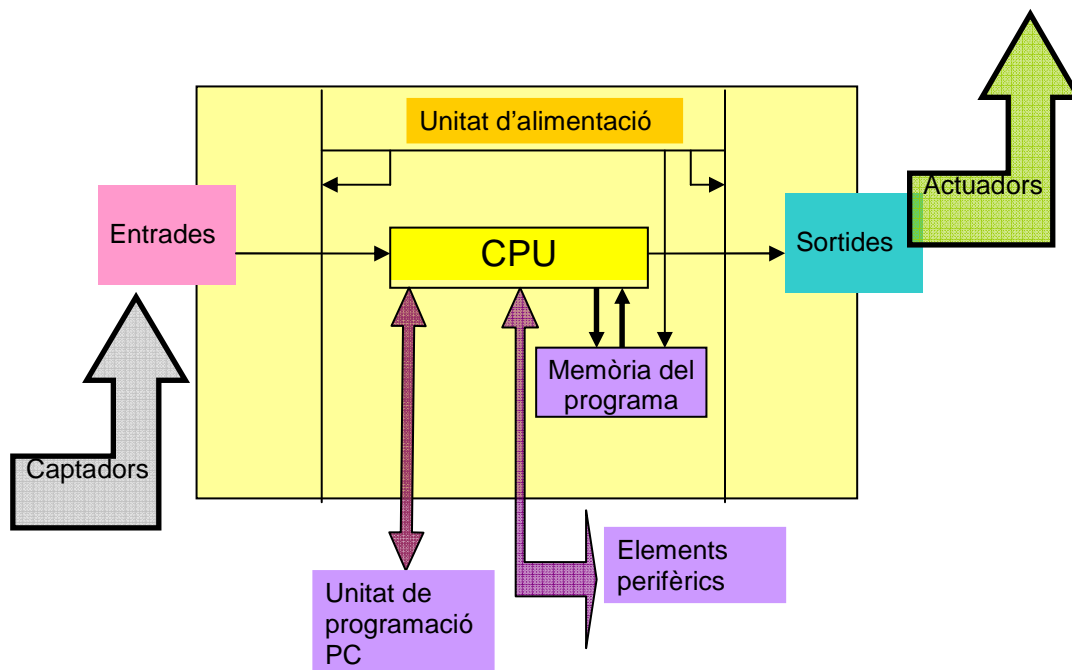 Unitat d’alimentació
Actuadors
Entrades
CPU
Sortides
Memòria del
programa
Captadors
Elements
perifèrics
Unitat de
programació
PC